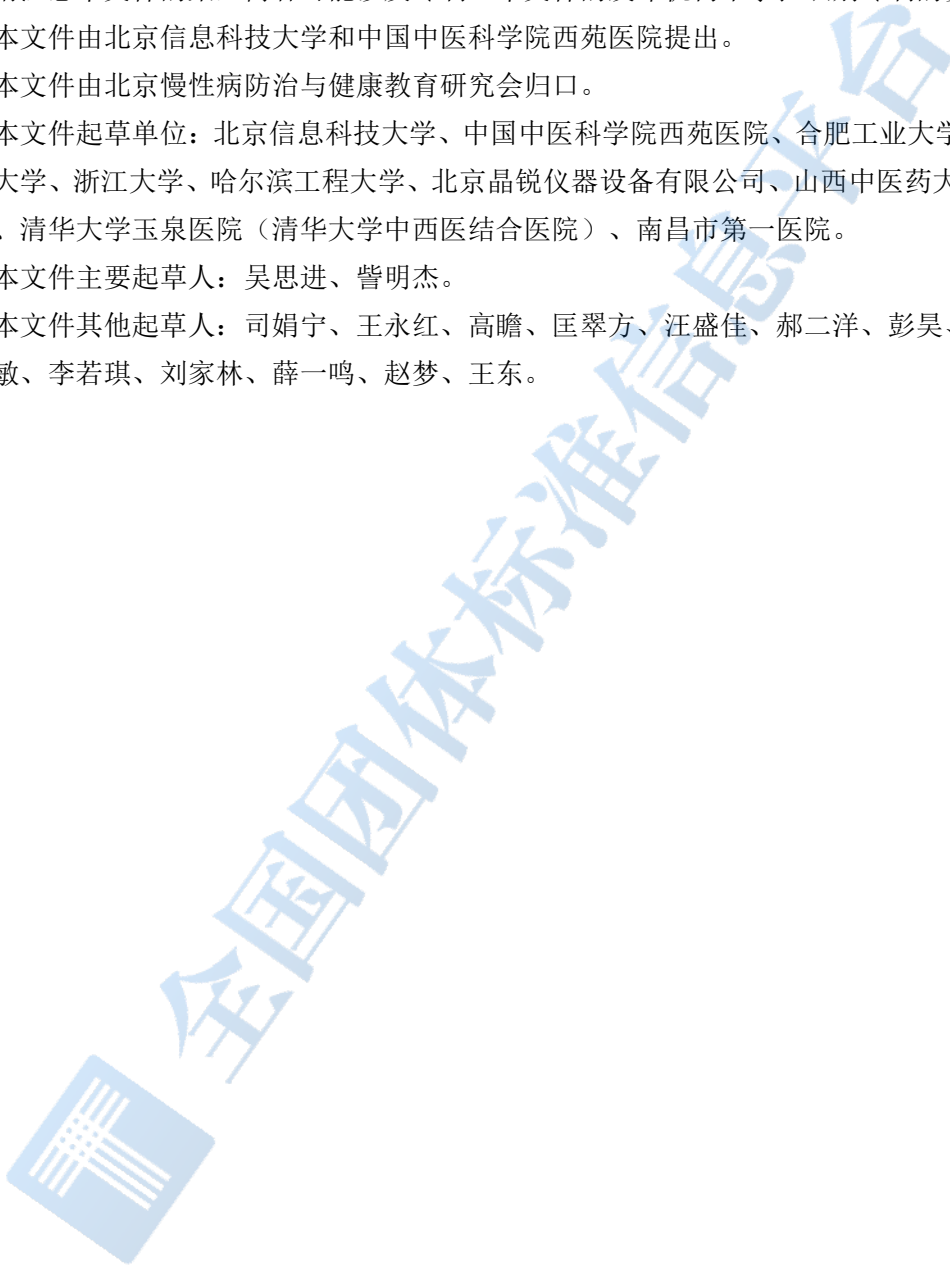 本文件由北京信息科技大学和中国中医科学院西苑医院提出。
本文件由北京慢性病防治与健康教育研究会归口。
本文件起草单位：北京信息科技大学、中国中医科学院西苑医院、合肥工业大学
大学、浙江大学、哈尔滨工程大学、北京晶锐仪器设备有限公司、山西中医药大
、清华大学玉泉医院（清华大学中西医结合医院）、南昌市第一医院。
本文件主要起草人：吴思进、訾明杰。
本文件其他起草人：司娟宁、王永红、高瞻、匡翠方、汪盛佳、郝二洋、彭昊、
敏、李若琪、刘家林、薛一鸣、赵梦、王东。
全国团体标准信息平台